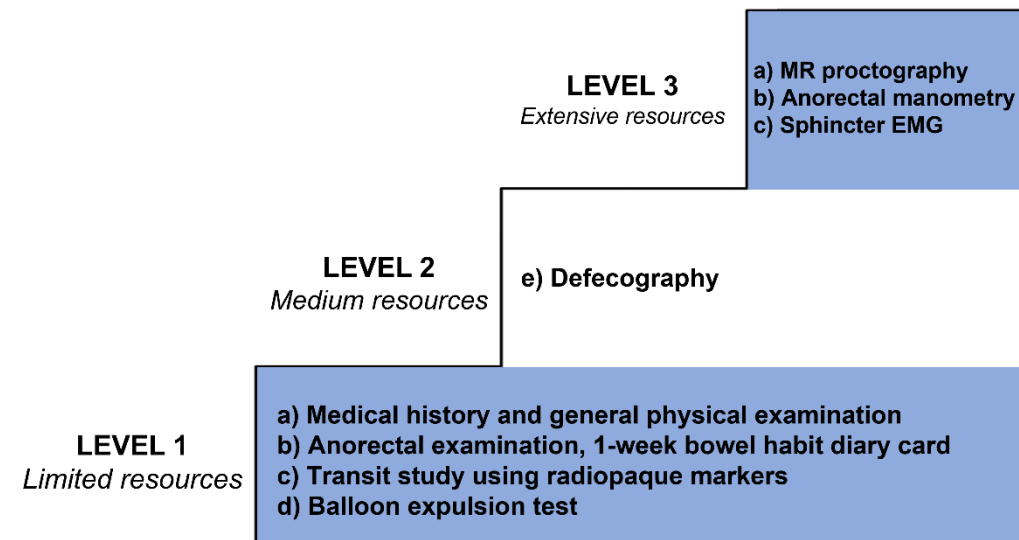 LEVEL 3
Extensive resources
a) MR proctography
b) Anorectal manometry
c) Sphincter EMG
LEVEL 2
Medium resources
e) Defecography
LEVEL 1
Limited resources
a) Medical history and general physical examination
b) Anorectal examination, 1-week bowel habit diary card
c) Transit study using radiopaque markers
d) Balloon expulsion test